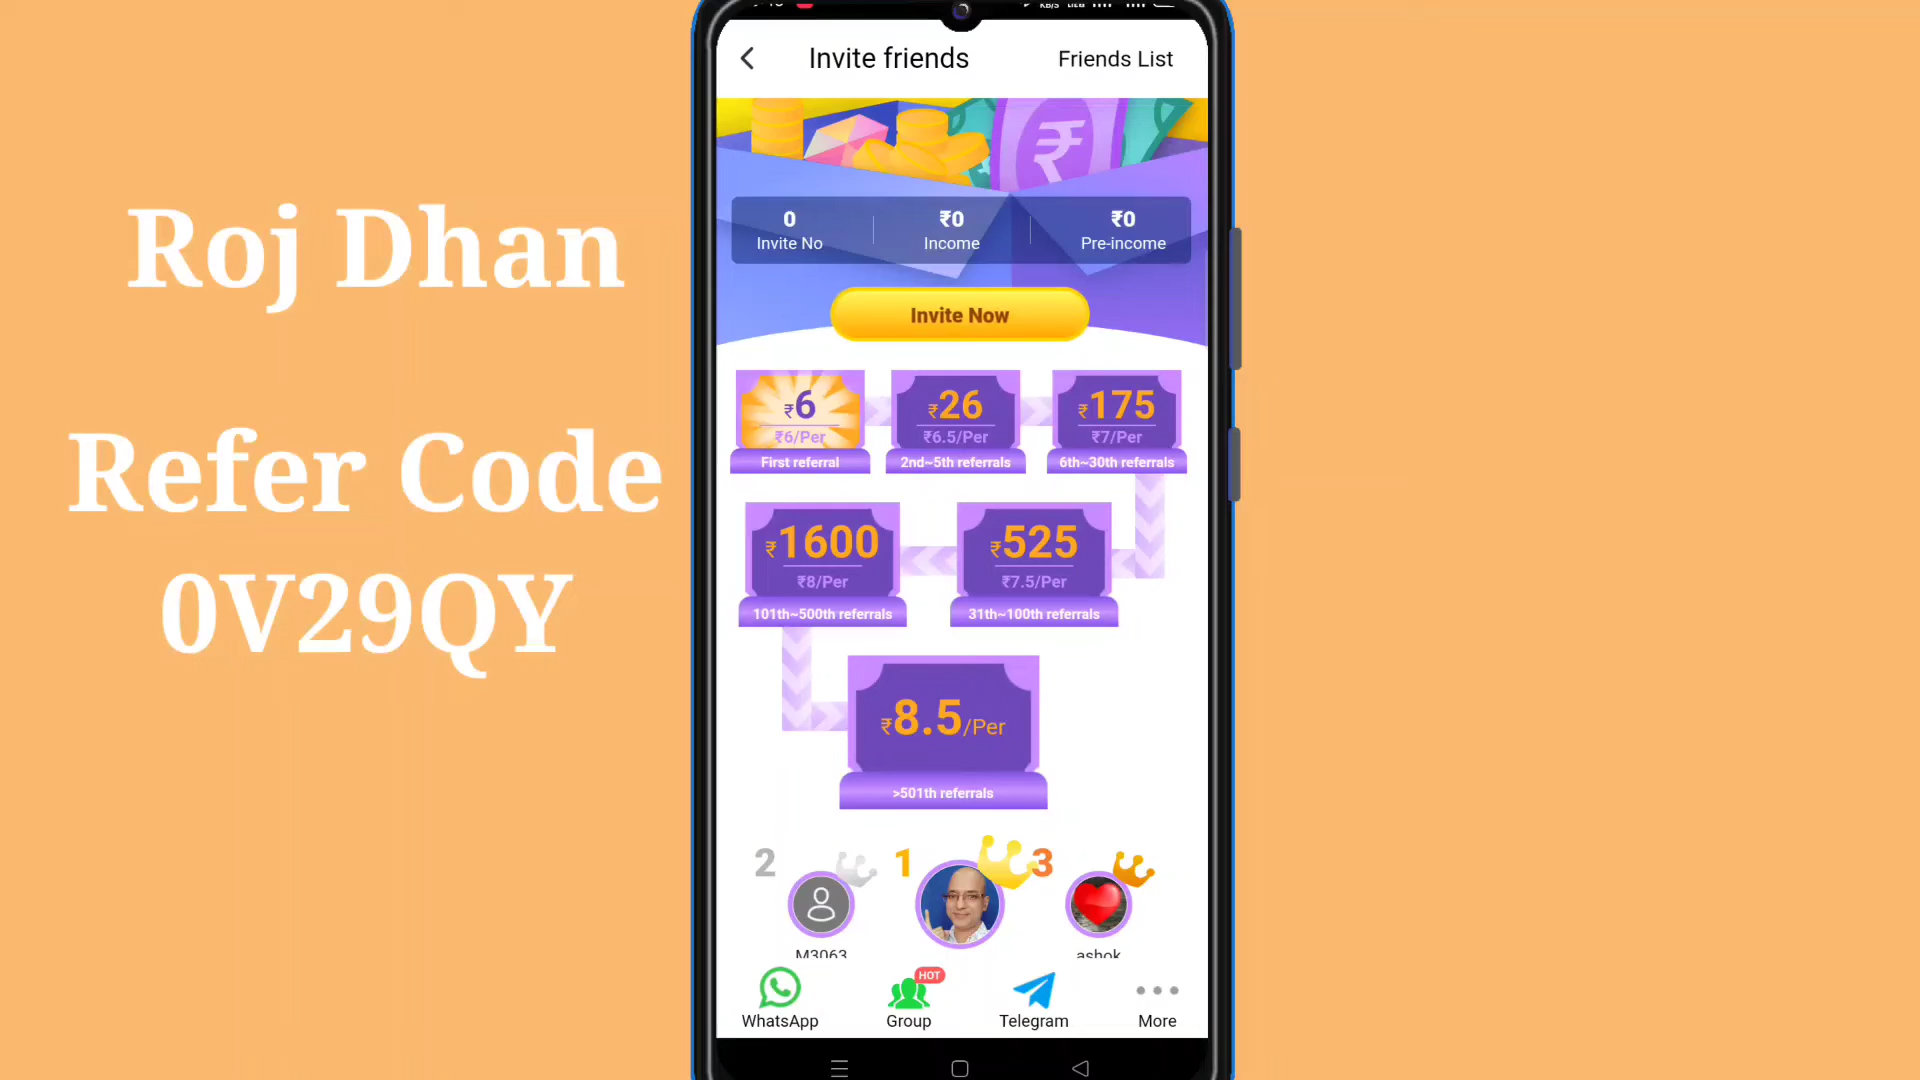 Roj Dhan
Refer Code
0V29QY
Invite friends
Friends List
0
Invite No
₹0
Income
₹0
Pre-income
Invite Now
₹6
₹6/Per
First referral
₹26
₹6.5/Per
2nd~5th referrals
₹175
₹7/Per
6th~30th referrals
₹1600
₹8/Per
101th~500th referrals
₹525
₹7.5/Per
31th~100th referrals
₹8.5/Per
>501th referrals
2
1
3
M3063
ashok
HOT
WhatsApp
Group
Telegram
More